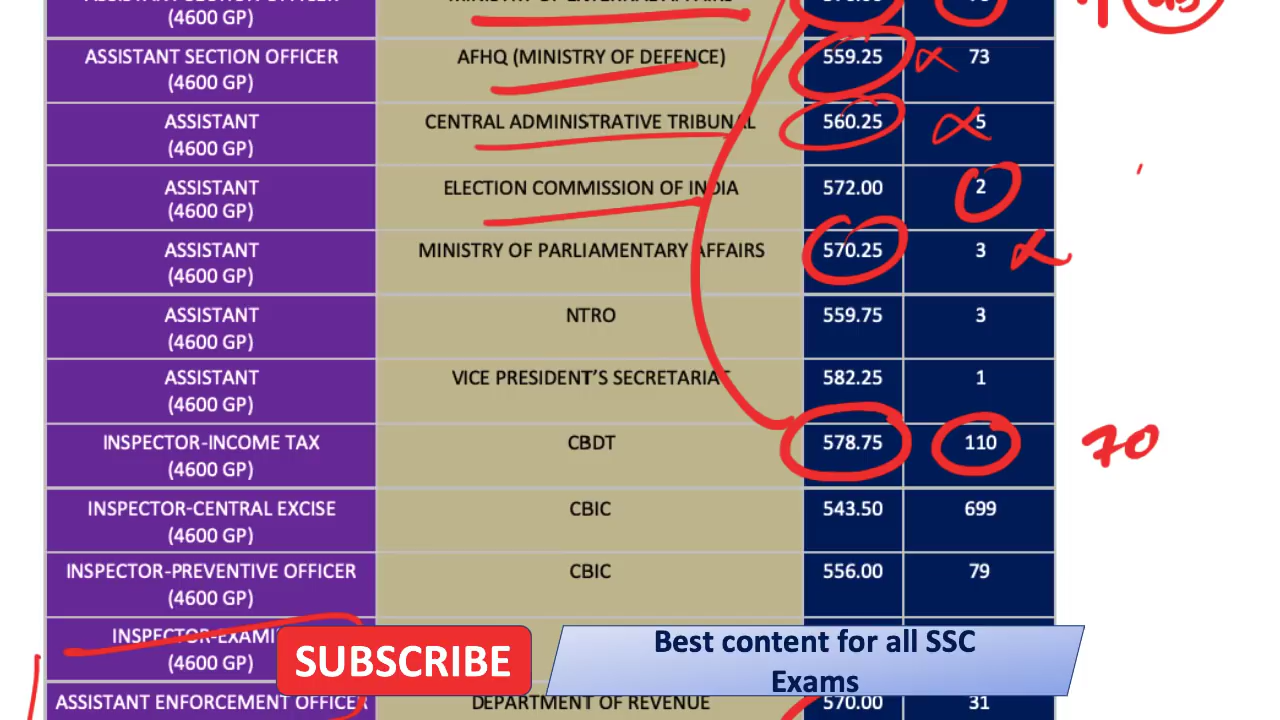 (4600 GP)
ASSISTANT SECTION OFFICER AFHQ (MINISTRY OF DEFENCE) 559.25 73
(4600 GP)
ASSISTANT CENTRAL ADMINISTRATIVE TRIBUNAL 560.25 5
(4600 GP)
ASSISTANT ELECTION COMMISSION OF INDIA 572.00 2
(4600 GP)
ASSISTANT MINISTRY OF PARLIAMENTARY AFFAIRS 570.25 3
(4600 GP)
ASSISTANT NTRO 559.75 3
(4600 GP)
ASSISTANT VICE PRESIDENT'S SECRETARIAT 582.25 1
(4600 GP)
INSPECTOR-INCOME TAX CBDT 578.75 110 70
(4600 GP)
INSPECTOR-CENTRAL EXCISE CBIC 543.50 699
(4600 GP)
INSPECTOR-PREVENTIVE OFFICER CBIC 556.00 79
(4600 GP)
(4600 GP)
SUBSCRIBE
Best content for all SSC
Exams
ASSISTANT ENFORCEMENT OFFICER DEPARTMENT OF REVENUE 570.00 31